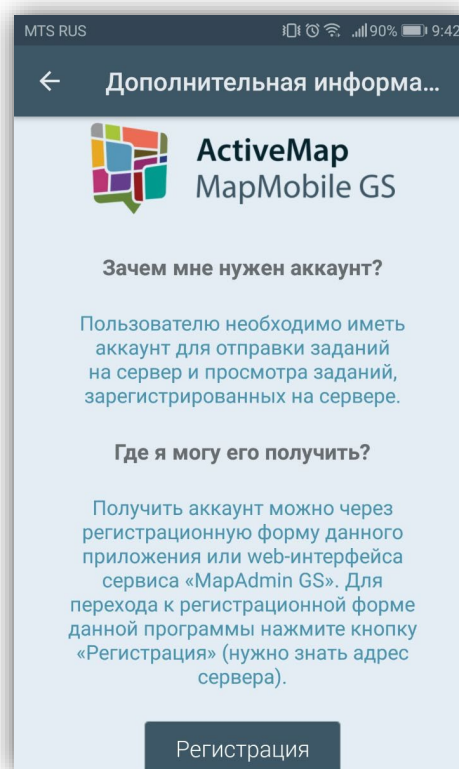 MTS RUS 90% 9:42
Дополнительная информа...
ActiveMap
MapMobile GS
Зачем мне нужен аккаунт?
Пользователю необходимо иметь
аккаунт для отправки заданий
на сервер и просмотра заданий,
зарегистрированных на сервере.
Где я могу его получить?
Получить аккаунт можно через
регистрационную форму данного
приложения или web-интерфейса
сервиса «MapAdmin GS». Для
перехода к регистрационной форме
данной программы нажмите кнопку
«Регистрация» (нужно знать адрес
сервера).
Регистрация